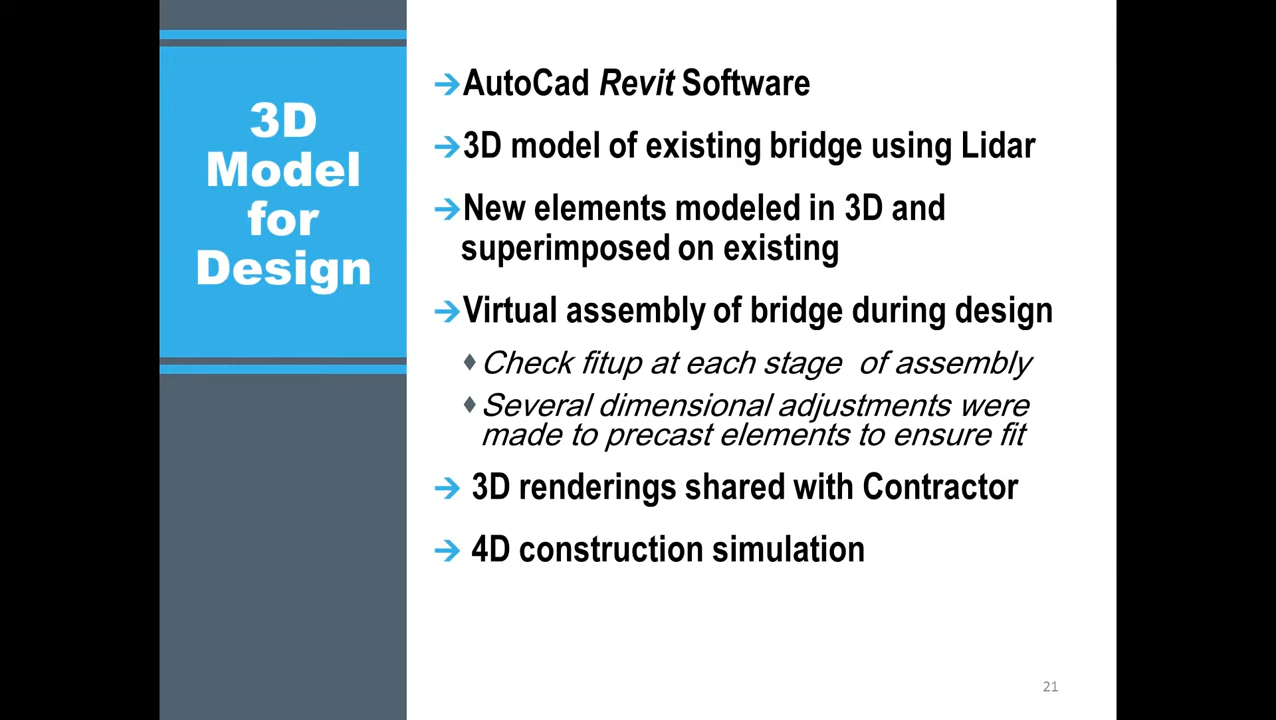 3D
Model
for
Design
→AutoCad Revit Software
→3D model of existing bridge using Lidar
→New elements modeled in 3D and
superimposed on existing
→Virtual assembly of bridge during design
♦Check fitup at each stage of assembly
♦Several dimensional adjustments were
made to precast elements to ensure fit
→ 3D renderings shared with Contractor
→ 4D construction simulation
21